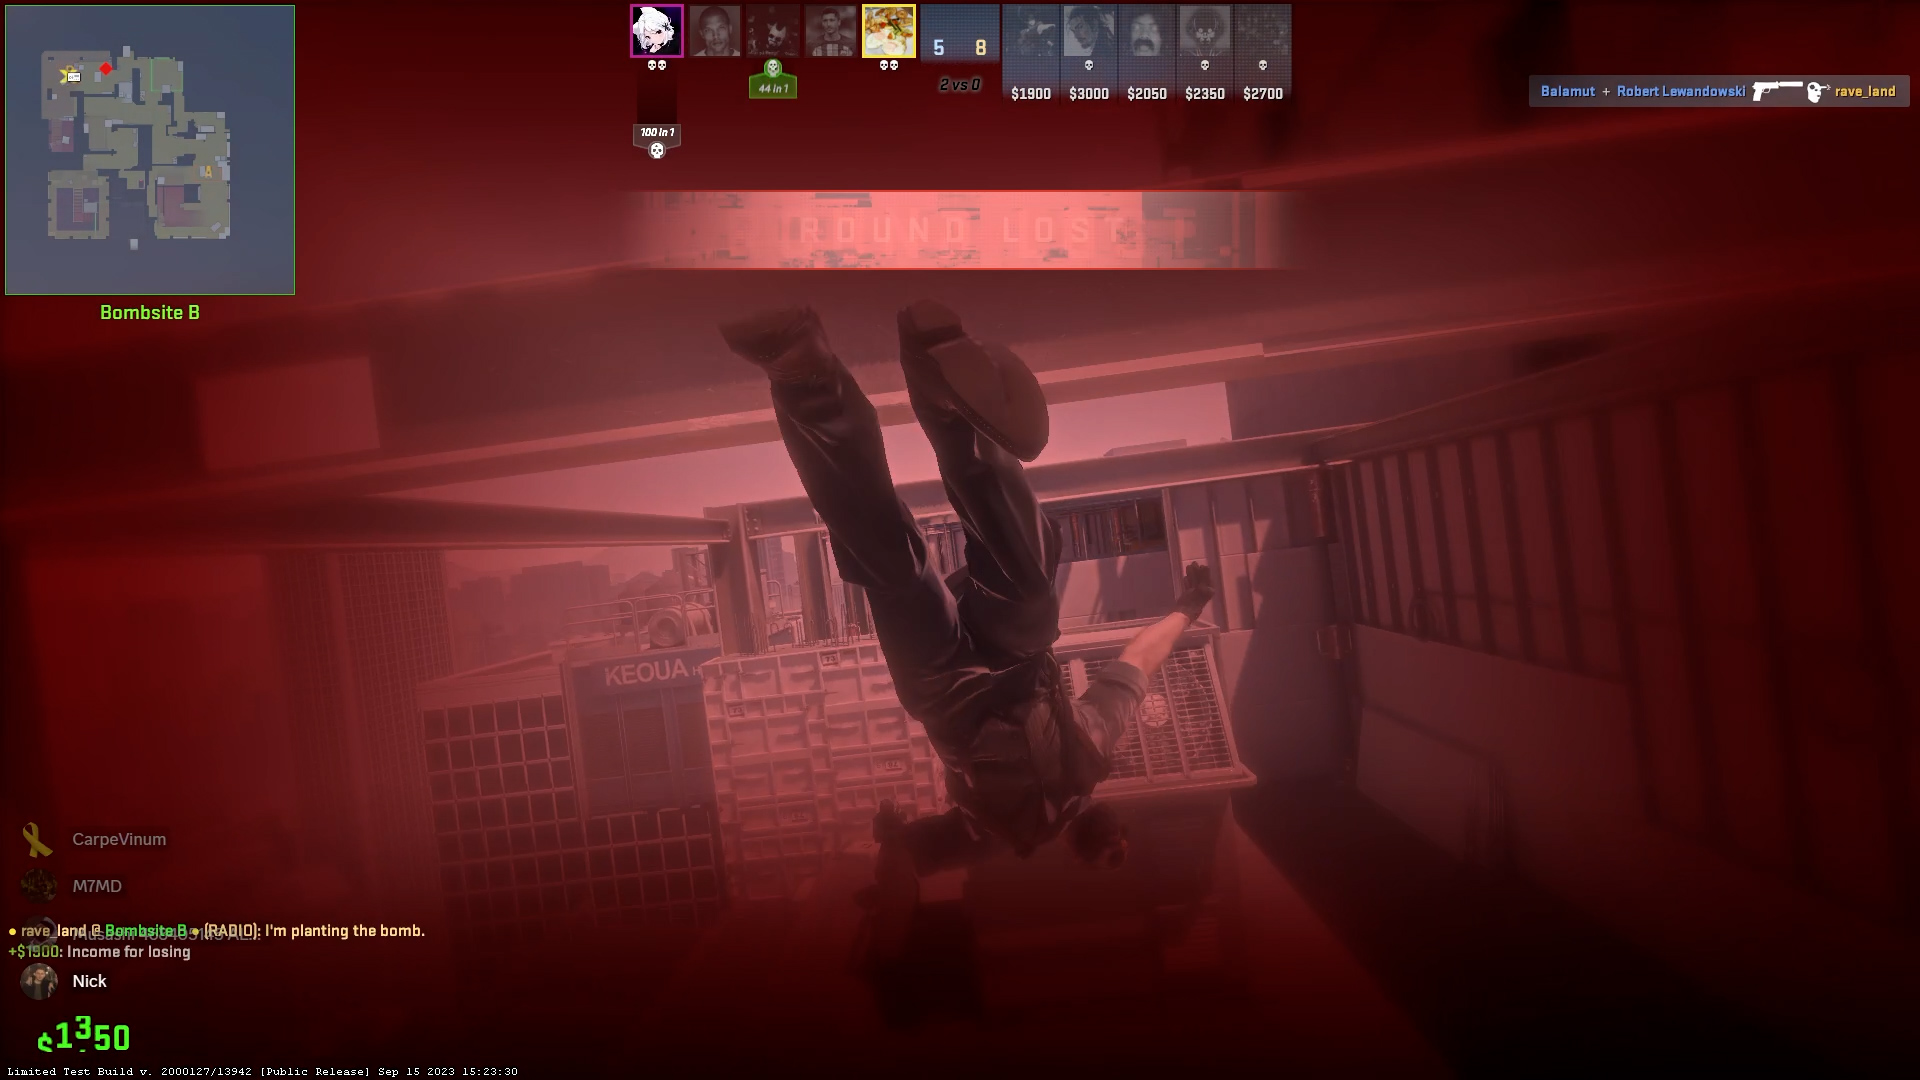 5 8
2 vs 0
44 in 1
100 in 1
$1900 $3000 $2050 $2350 $2700
Balamut + Robert Lewandowski rave_land
A
ROUND LOST
Bombsite B
KEOUA
CarpeVinum
M7MD
• rave_land @ Bombsite B • (RADIO): I'm planting the bomb.
+$1900: Income for losing
Nick
$1350
Limited Test Build v. 2000127/13942 [Public Release] Sep 15 2023 15:23:30